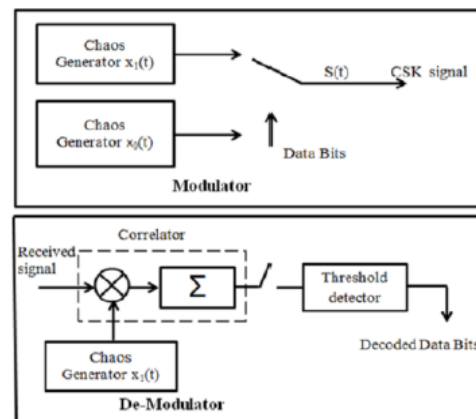 Chaos
Generator x₁(t)
S(t)
CSK signal
Chaos
Generator x₀(t)
Data Bits
Modulator
Correlator
Received
signal
Σ
Threshold
detector
Decoded Data Bits
Chaos
Generator x₁(t)
De-Modulator